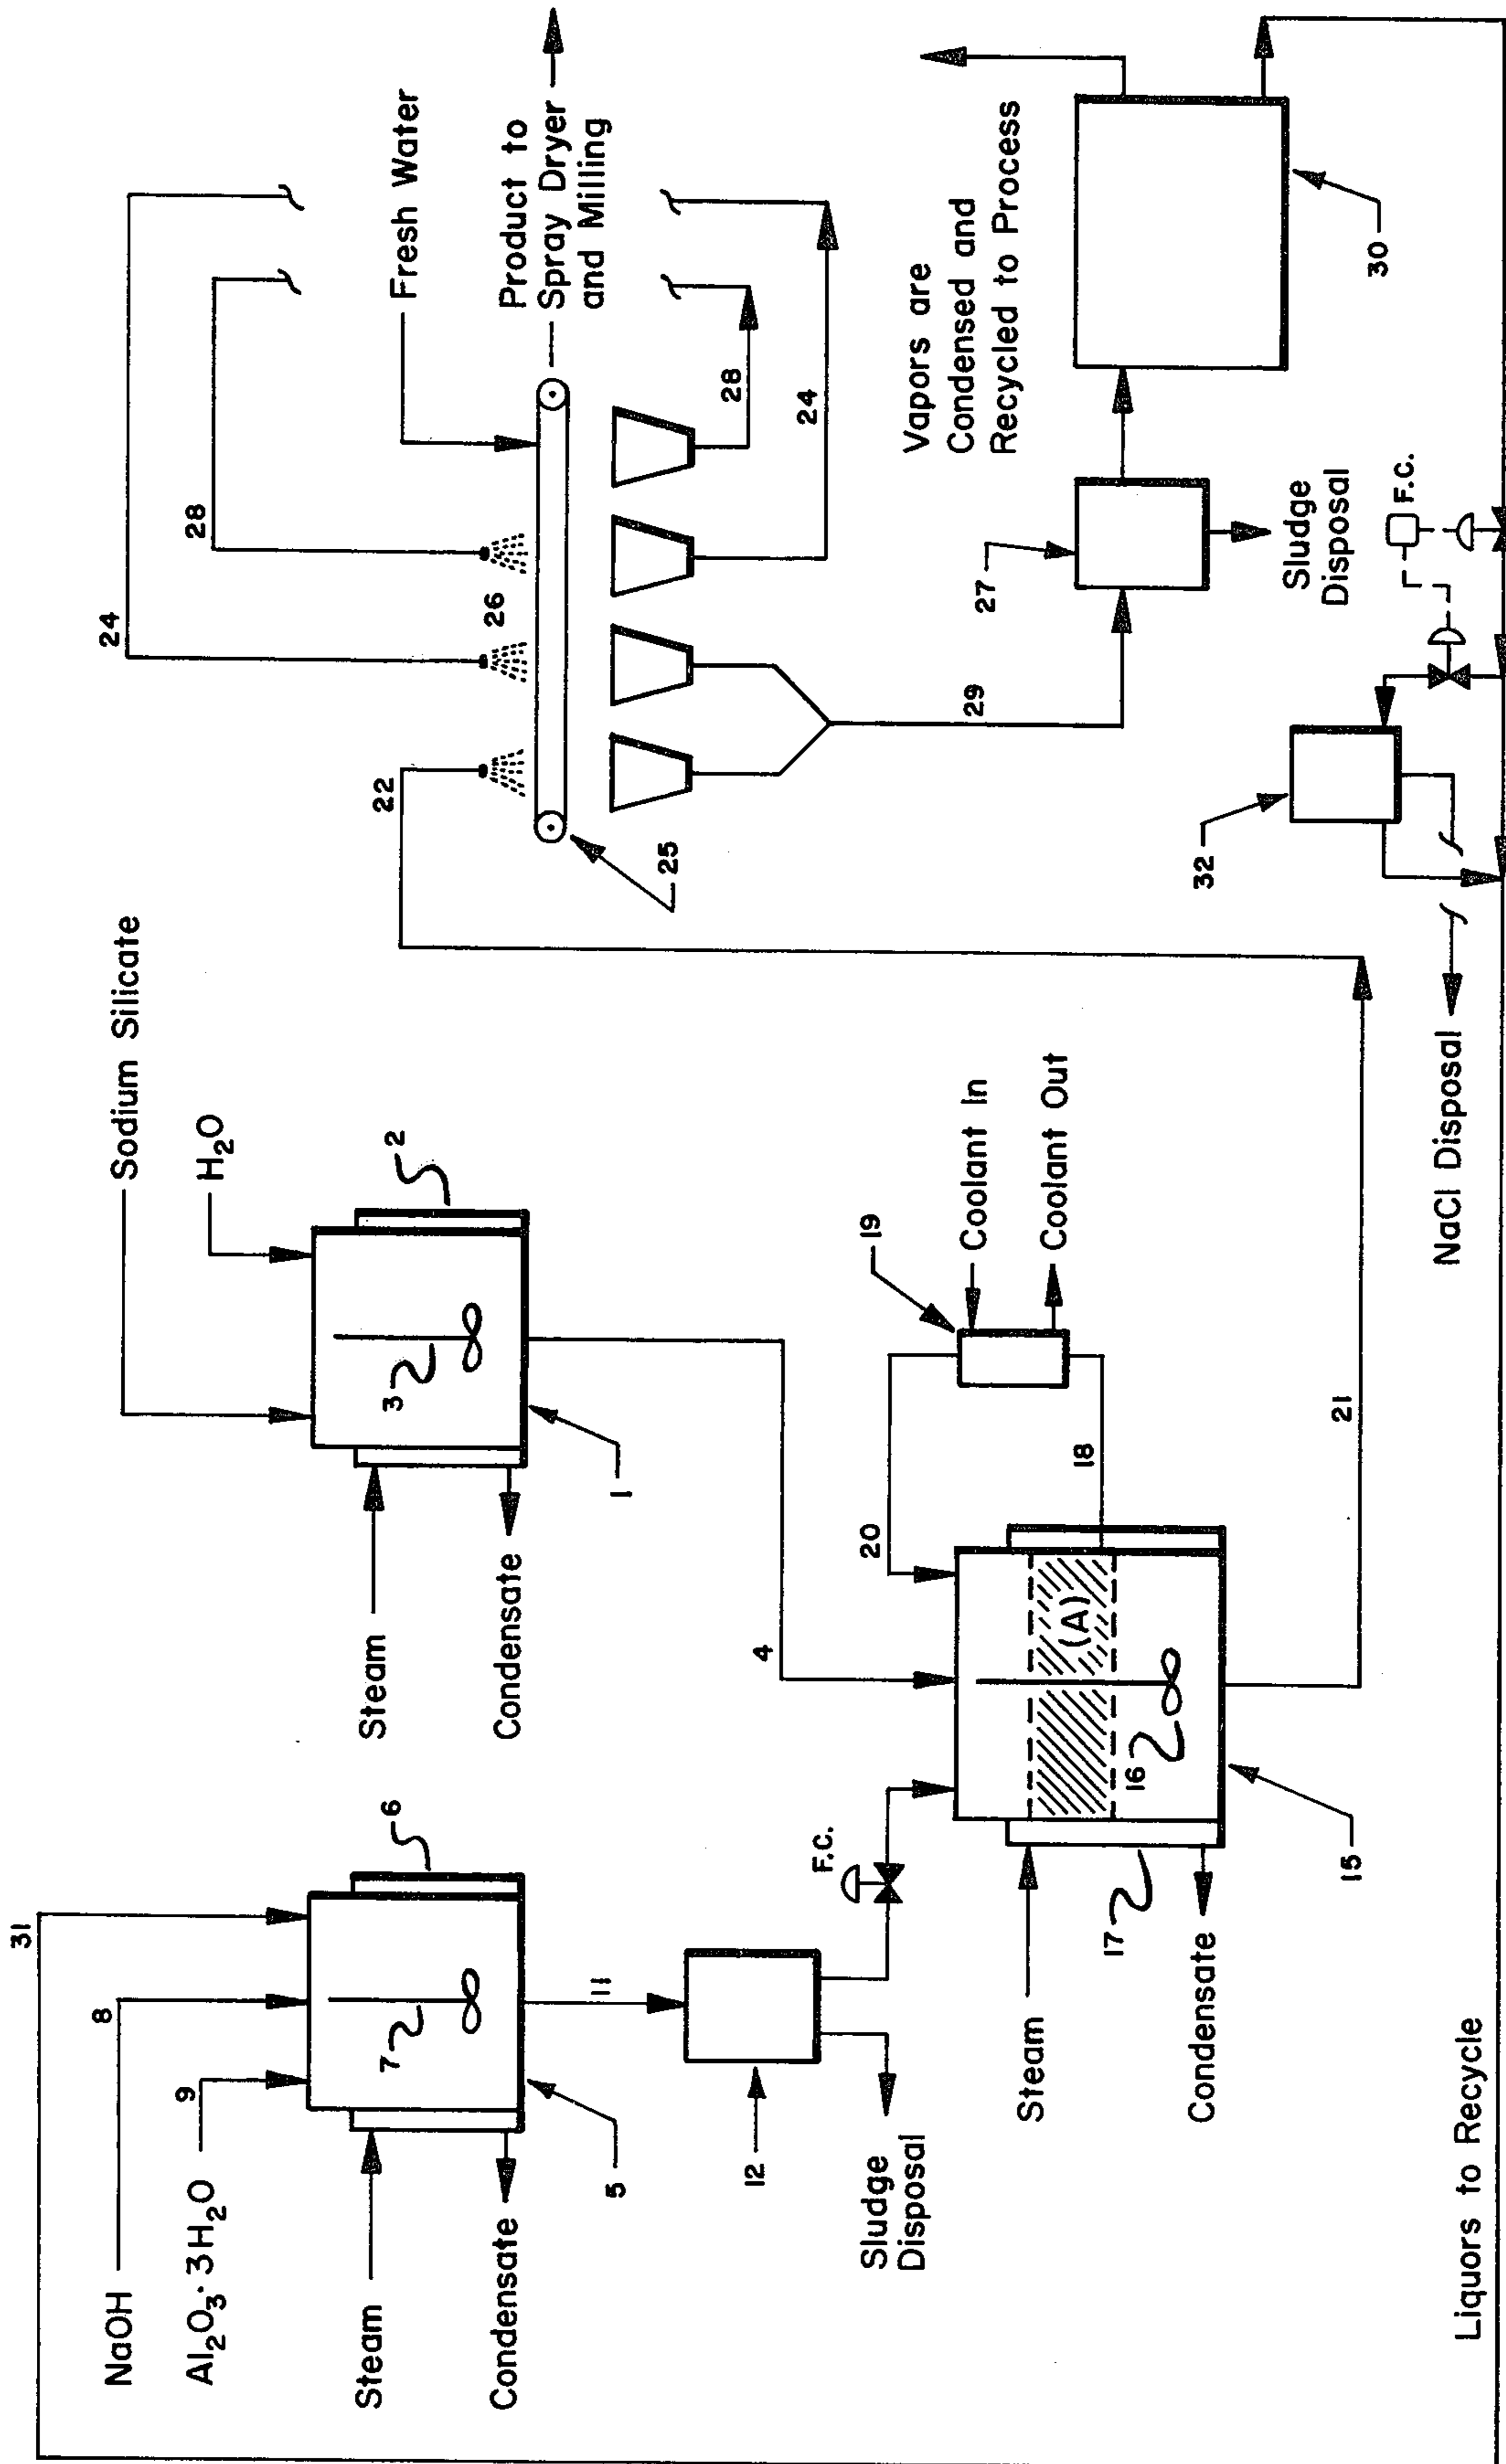 31
8
NaOH
9
Al₂O₃·3H₂O
Steam
Condensate
7
6
5
11
12
Sludge
Disposal
F.C.
Sodium Silicate
H₂O
Steam
Condensate
3
2
1
4
20
19
Coolant In
Coolant Out
18
(A)
16
Steam
17
Condensate
15
21
22
24
28
26
Fresh Water
Product to
Spray Dryer
and Milling
25
28
24
29
Vapors are
Condensed and
Recycled to Process
27
30
Sludge
Disposal
F.C.
32
NaCl Disposal
Liquors to Recycle